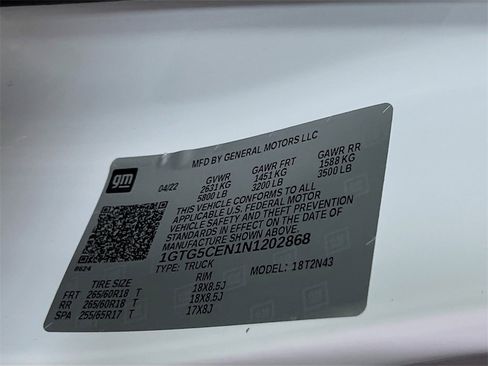 MFD BY GENERAL MOTORS LLC
gm
04/22 GVWR GAWR FRT GAWR RR
2631 KG 1451 KG 1588 KG
5800 LB 3200 LB 3500 LB
THIS VEHICLE CONFORMS TO ALL
APPLICABLE U.S. FEDERAL MOTOR
VEHICLE SAFETY AND THEFT PREVENTION
STANDARDS IN EFFECT ON THE DATE OF
MANUFACTURE SHOWN ABOVE.
1GTG5CEN1N1202868
8624 TYPE: TRUCK MODEL: 18T2N43
TIRE SIZE RIM
FRT 265/60R18 T 18X8.5J
RR 265/60R18 T 18X8.5J
SPA 255/65R17 T 17X8J